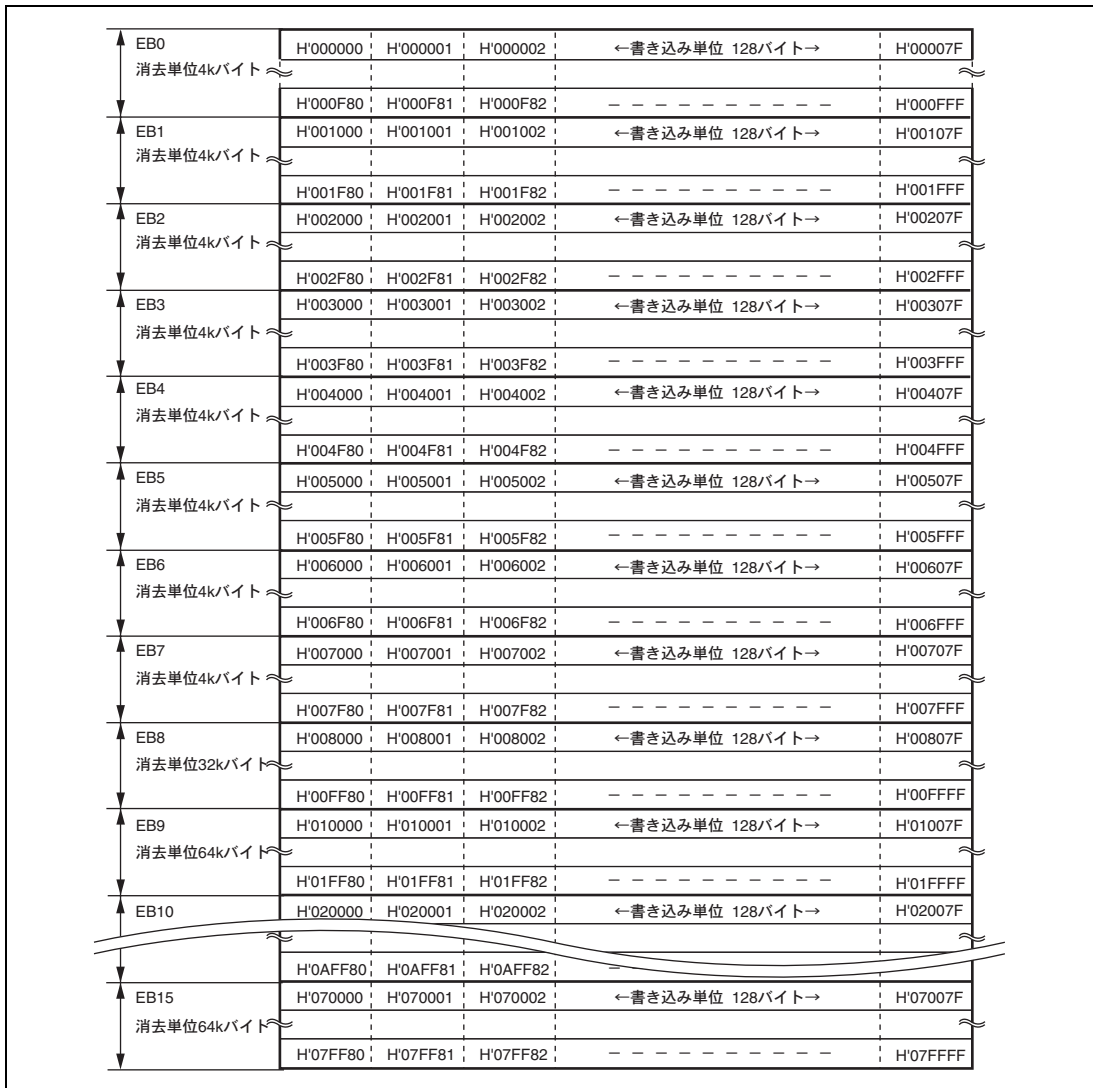 EB0 H'000000 H'000001 H'000002 ←書き込み単位 128バイト→ H'00007F
消去単位4kバイト
H'000F80 H'000F81 H'000F82 – – – – – – – – – – H'000FFF
EB1 H'001000 H'001001 H'001002 ←書き込み単位 128バイト→ H'00107F
消去単位4kバイト
H'001F80 H'001F81 H'001F82 – – – – – – – – – – H'001FFF
EB2 H'002000 H'002001 H'002002 ←書き込み単位 128バイト→ H'00207F
消去単位4kバイト
H'002F80 H'002F81 H'002F82 – – – – – – – – – – H'002FFF
EB3 H'003000 H'003001 H'003002 ←書き込み単位 128バイト→ H'00307F
消去単位4kバイト
H'003F80 H'003F81 H'003F82 – – – – – – – – – – H'003FFF
EB4 H'004000 H'004001 H'004002 ←書き込み単位 128バイト→ H'00407F
消去単位4kバイト
H'004F80 H'004F81 H'004F82 – – – – – – – – – – H'004FFF
EB5 H'005000 H'005001 H'005002 ←書き込み単位 128バイト→ H'00507F
消去単位4kバイト
H'005F80 H'005F81 H'005F82 – – – – – – – – – – H'005FFF
EB6 H'006000 H'006001 H'006002 ←書き込み単位 128バイト→ H'00607F
消去単位4kバイト
H'006F80 H'006F81 H'006F82 – – – – – – – – – – H'006FFF
EB7 H'007000 H'007001 H'007002 ←書き込み単位 128バイト→ H'00707F
消去単位4kバイト
H'007F80 H'007F81 H'007F82 – – – – – – – – – – H'007FFF
EB8 H'008000 H'008001 H'008002 ←書き込み単位 128バイト→ H'00807F
消去単位32kバイト
H'00FF80 H'00FF81 H'00FF82 – – – – – – – – – – H'00FFFF
EB9 H'010000 H'010001 H'010002 ←書き込み単位 128バイト→ H'01007F
消去単位64kバイト
H'01FF80 H'01FF81 H'01FF82 – – – – – – – – – – H'01FFFF
EB10 H'020000 H'020001 H'020002 ←書き込み単位 128バイト→ H'02007F
H'0AFF80 H'0AFF81 H'0AFF82 –
EB15 H'070000 H'070001 H'070002 ←書き込み単位 128バイト→ H'07007F
消去単位64kバイト
H'07FF80 H'07FF81 H'07FF82 – – – – – – – – – – H'07FFFF